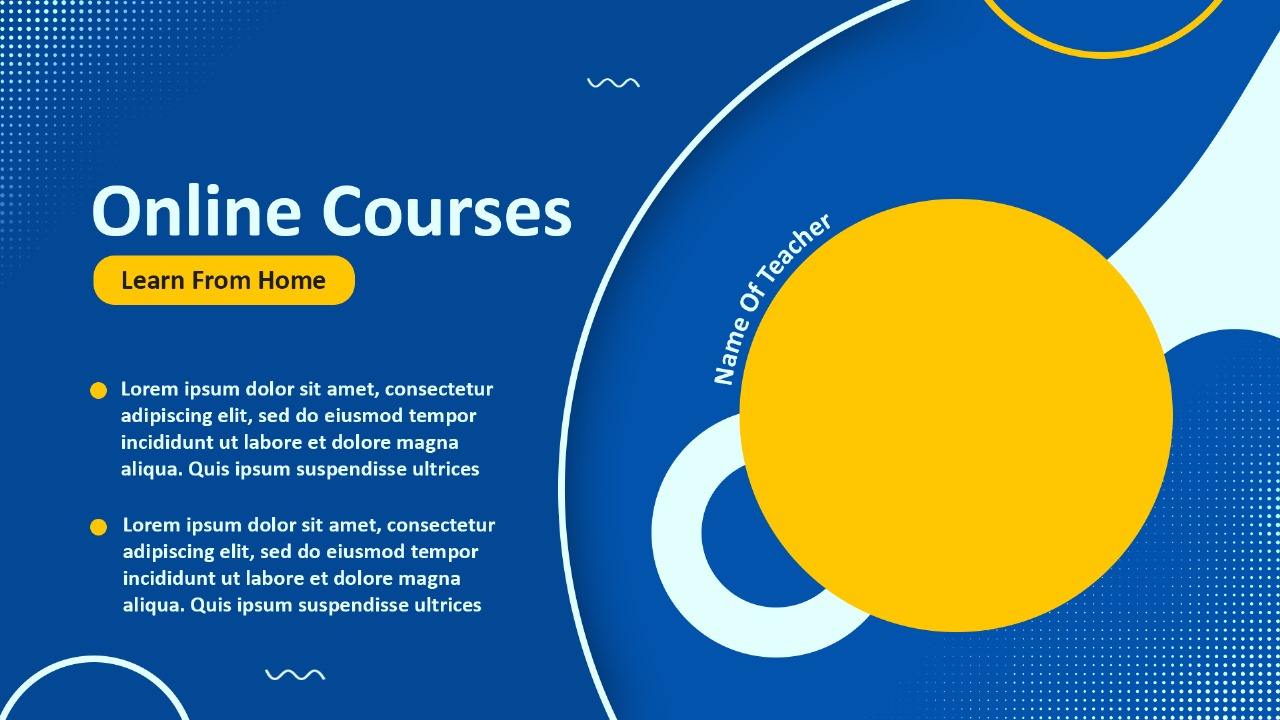 Online Courses
Learn From Home
Name Of Teacher
Lorem ipsum dolor sit amet, consectetur
adipiscing elit, sed do eiusmod tempor
incididunt ut labore et dolore magna
aliqua. Quis ipsum suspendisse ultrices
Lorem ipsum dolor sit amet, consectetur
adipiscing elit, sed do eiusmod tempor
incididunt ut labore et dolore magna
aliqua. Quis ipsum suspendisse ultrices